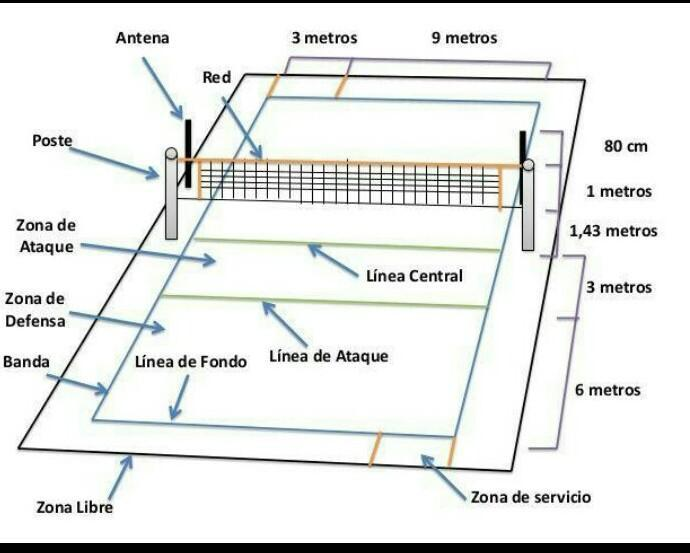 Antena
3 metros
9 metros
Red
Poste
80 cm
1 metros
1,43 metros
Zona de
Ataque
Línea Central
3 metros
Zona de
Defensa
Línea de Ataque
Banda
Línea de Fondo
6 metros
Zona de servicio
Zona Libre